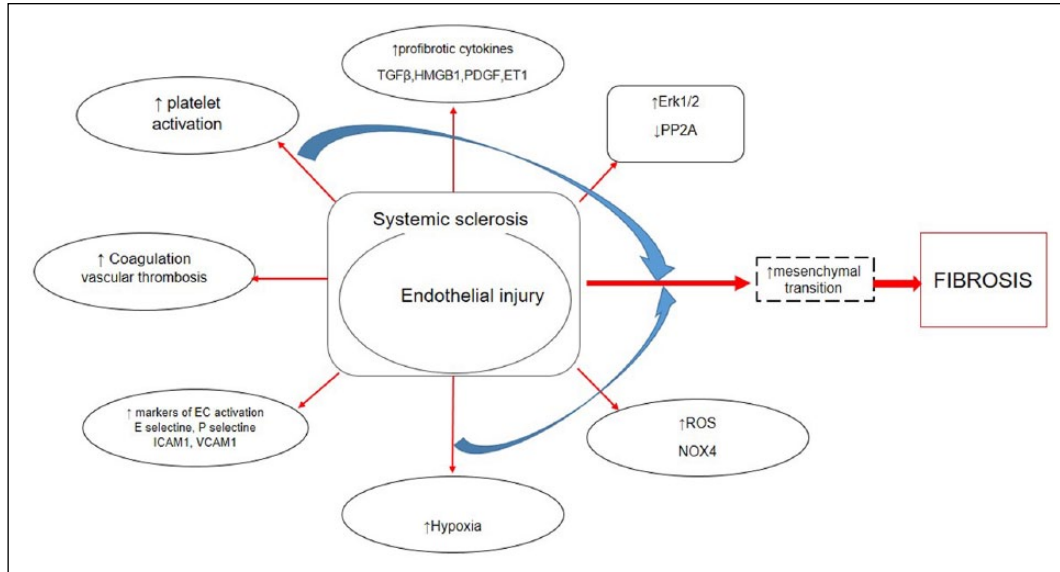 ↑profibrotic cytokines
TGFβ,HMGB1,PDGF,ET1
↑ platelet
activation
↑Erk1/2
↓PP2A
Systemic sclerosis
Endothelial injury
↑ Coagulation
vascular thrombosis
↑mesenchymal
transition
FIBROSIS
↑ markers of EC activation
E selectine, P selectine
ICAM1, VCAM1
↑ROS
NOX4
↑Hypoxia